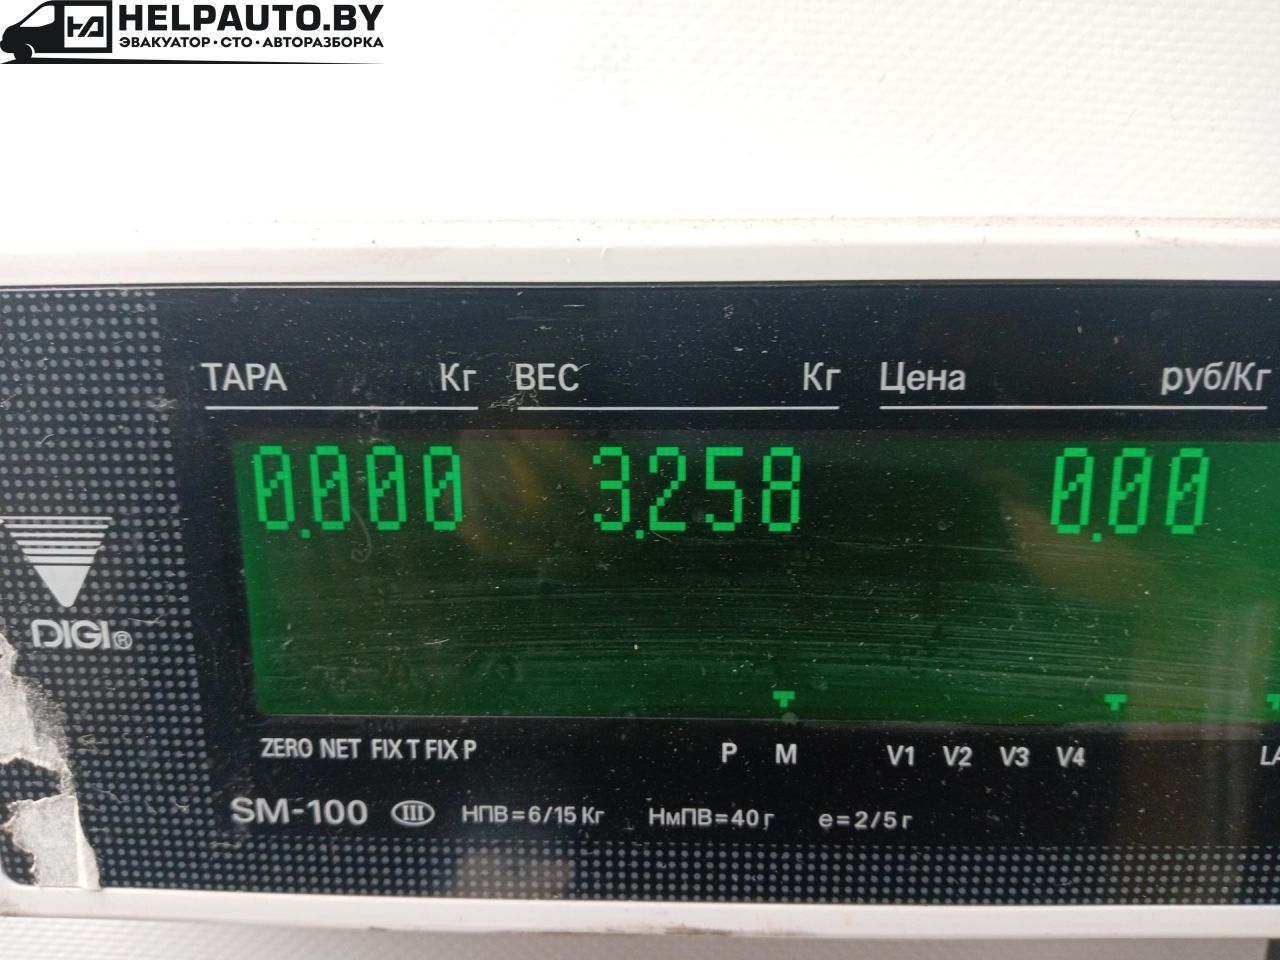 HELPAUTO.BY
ЭВАКУАТОР·СТО·АВТОРАЗБОРКА
ТАРА Кг ВЕС Кг Цена руб/Кг
0.000 3.258 0.00
DIGI®
ZERO NET FIX T FIX P P M V1 V2 V3 V4
SM-100 III НПВ=6/15 Кг НмПВ=40 г e=2/5 г